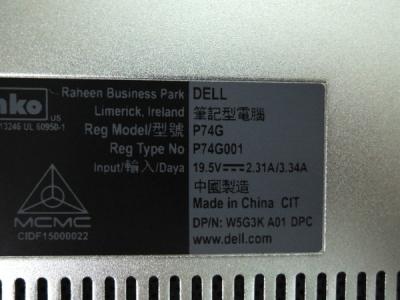 nko
US
13246 UL 60950-1
Raheen Business Park
Limerick, Ireland
Reg Model/型號
Reg Type No
Input/輸入/Daya
MCMC
CIDF15000022
DELL
筆記型電腦
P74G
P74G001
19.5V⎓2.31A/3.34A
中國製造
Made in China CIT
DP/N: W5G3K A01 DPC
www.dell.com